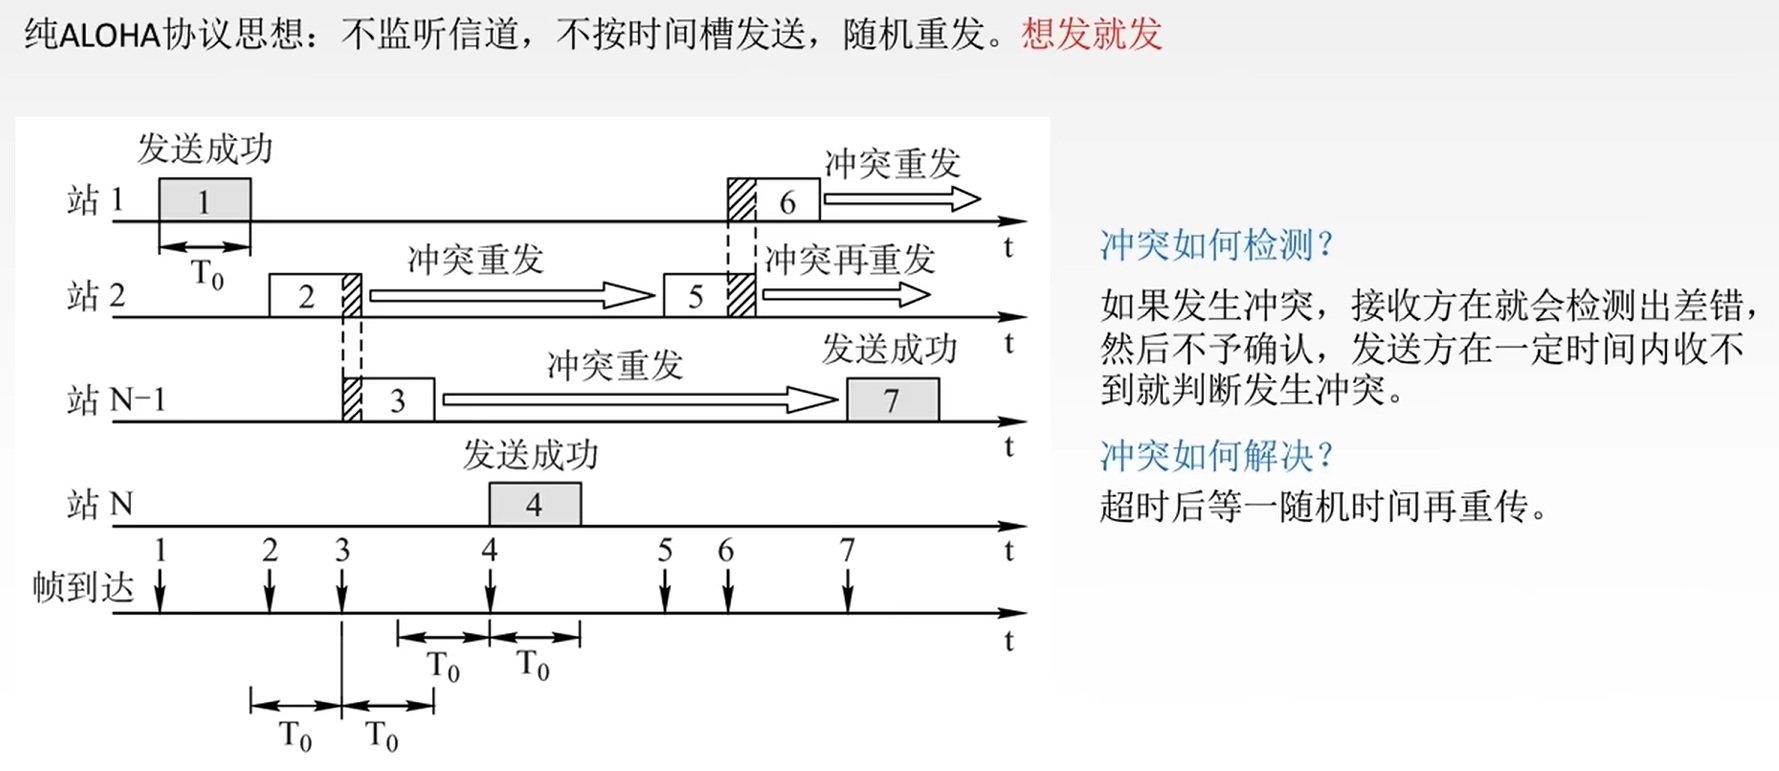 纯ALOHA协议思想：不监听信道，不按时间槽发送，随机重发。想发就发
发送成功
冲突重发
站 1
1
6
t
T0
冲突重发
冲突再重发
站 2
2
5
t
发送成功
冲突重发
站 N-1
3
7
t
发送成功
站 N
4
1 2 3 4 5 6 7 t
帧到达
t
T0 T0
T0 T0
冲突如何检测？
如果发生冲突，接收方在就会检测出差错，
然后不予确认，发送方在一定时间内收不
到就判断发生冲突。
冲突如何解决？
超时后等一随机时间再重传。